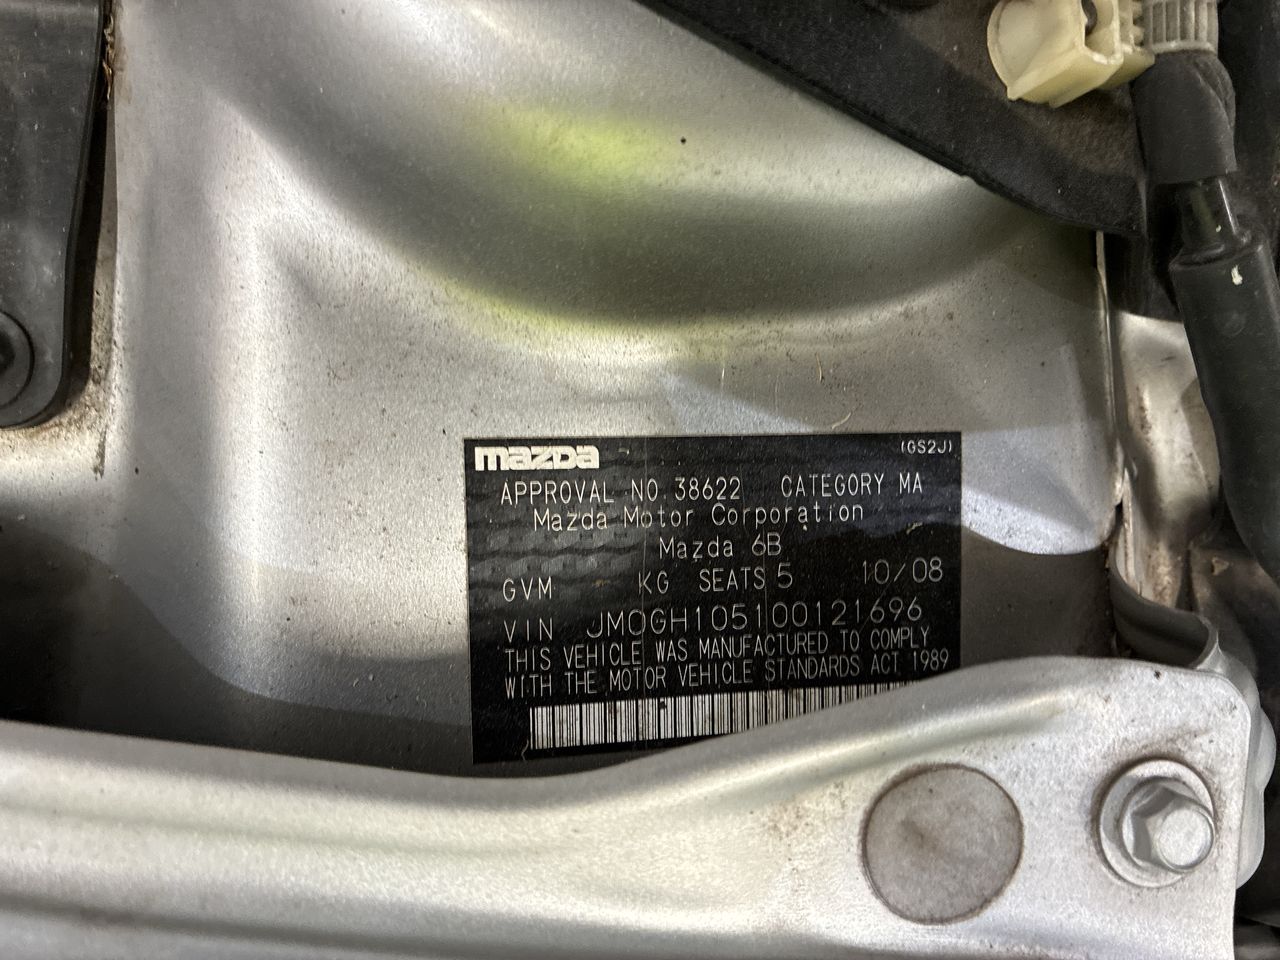 mazda (GS2J)
APPROVAL NO. 38622 CATEGORY MA
Mazda Motor Corporation
Mazda 6B
GVM KG SEATS 5 10/08
VIN JM0GH105100121696
THIS VEHICLE WAS MANUFACTURED TO COMPLY
WITH THE MOTOR VEHICLE STANDARDS ACT 1989